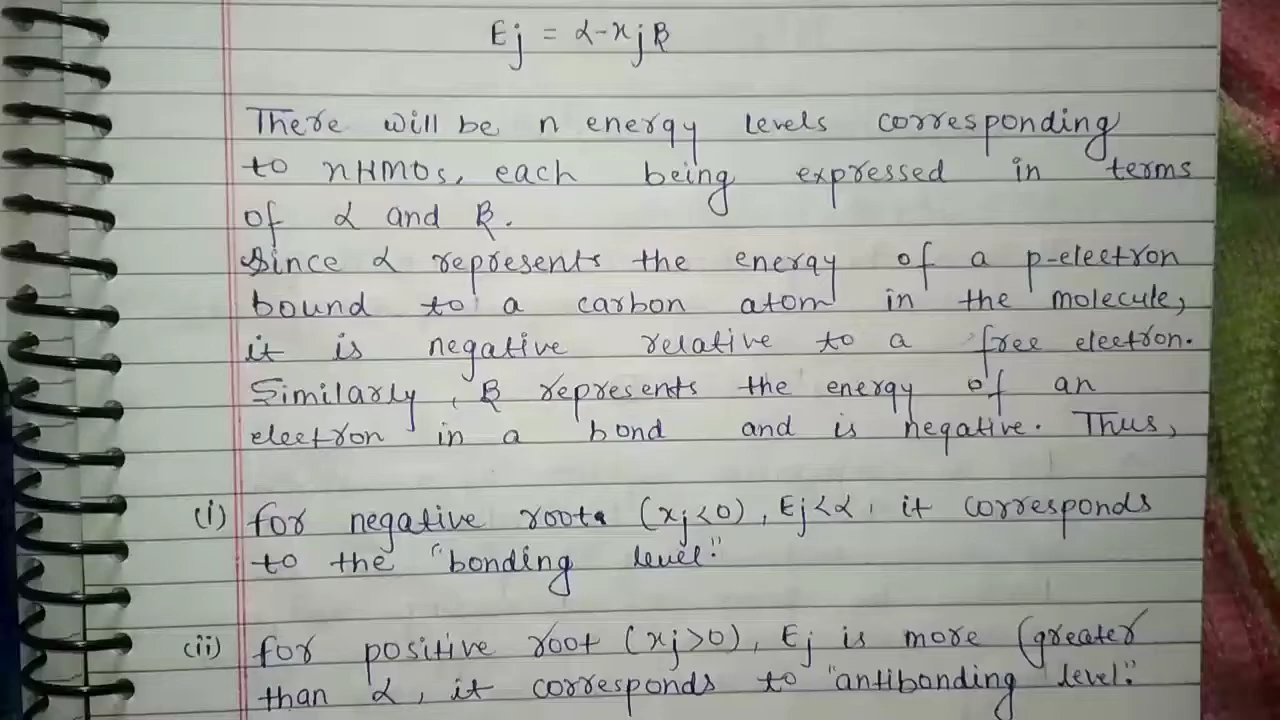 Ej = α-xjβ
There will be n energy levels corresponding
to nHMOs, each being expressed in terms
of α and β.
Since α represents the energy of a p-electron
bound to a carbon atom in the molecule,
it is negative relative to a free electron.
Similarly, β represents the energy of an
electron in a bond and is negative. Thus,
(i) for negative root (xj<0), Ej<α, it corresponds
to the "bonding level".
(ii) for positive root (xj>0), Ej is more (greater
than α, it corresponds to "antibonding level".